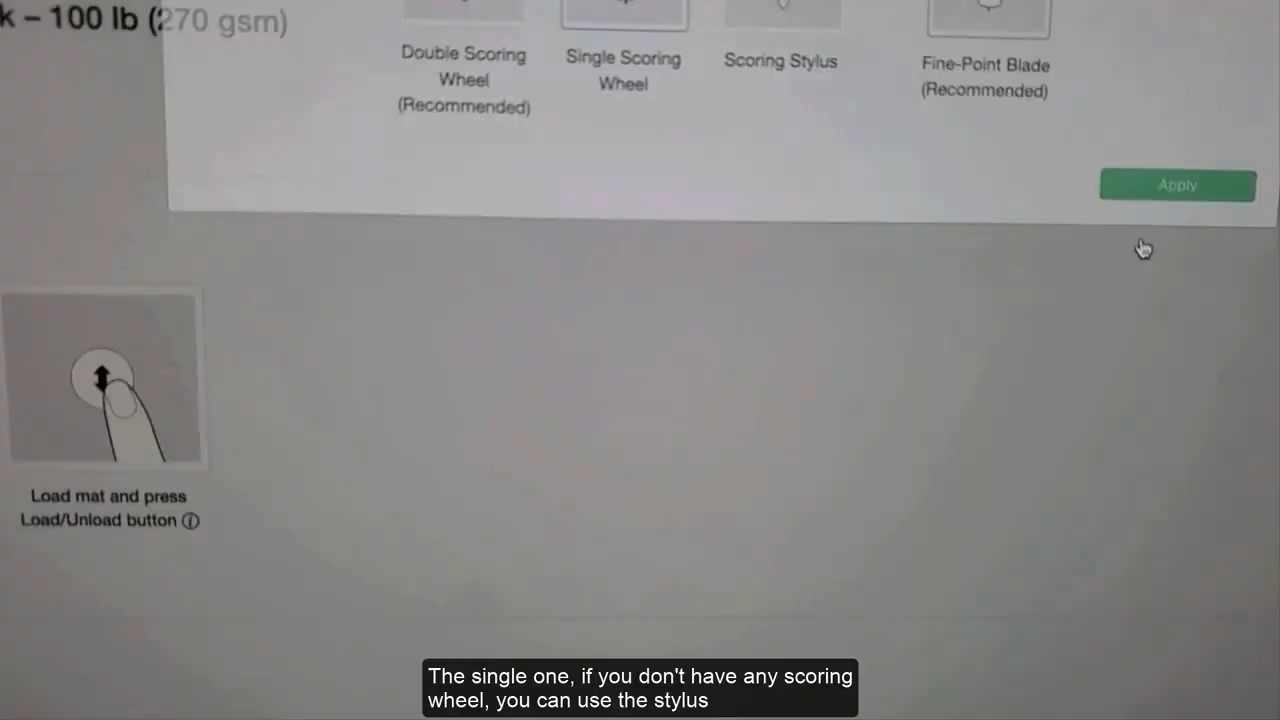 k – 100 lb (270 gsm)
Double Scoring
Wheel
(Recommended)
Single Scoring
Wheel
Scoring Stylus
Fine-Point Blade
(Recommended)
Apply
Load mat and press
Load/Unload button ⓘ
The single one, if you don't have any scoring
wheel, you can use the stylus